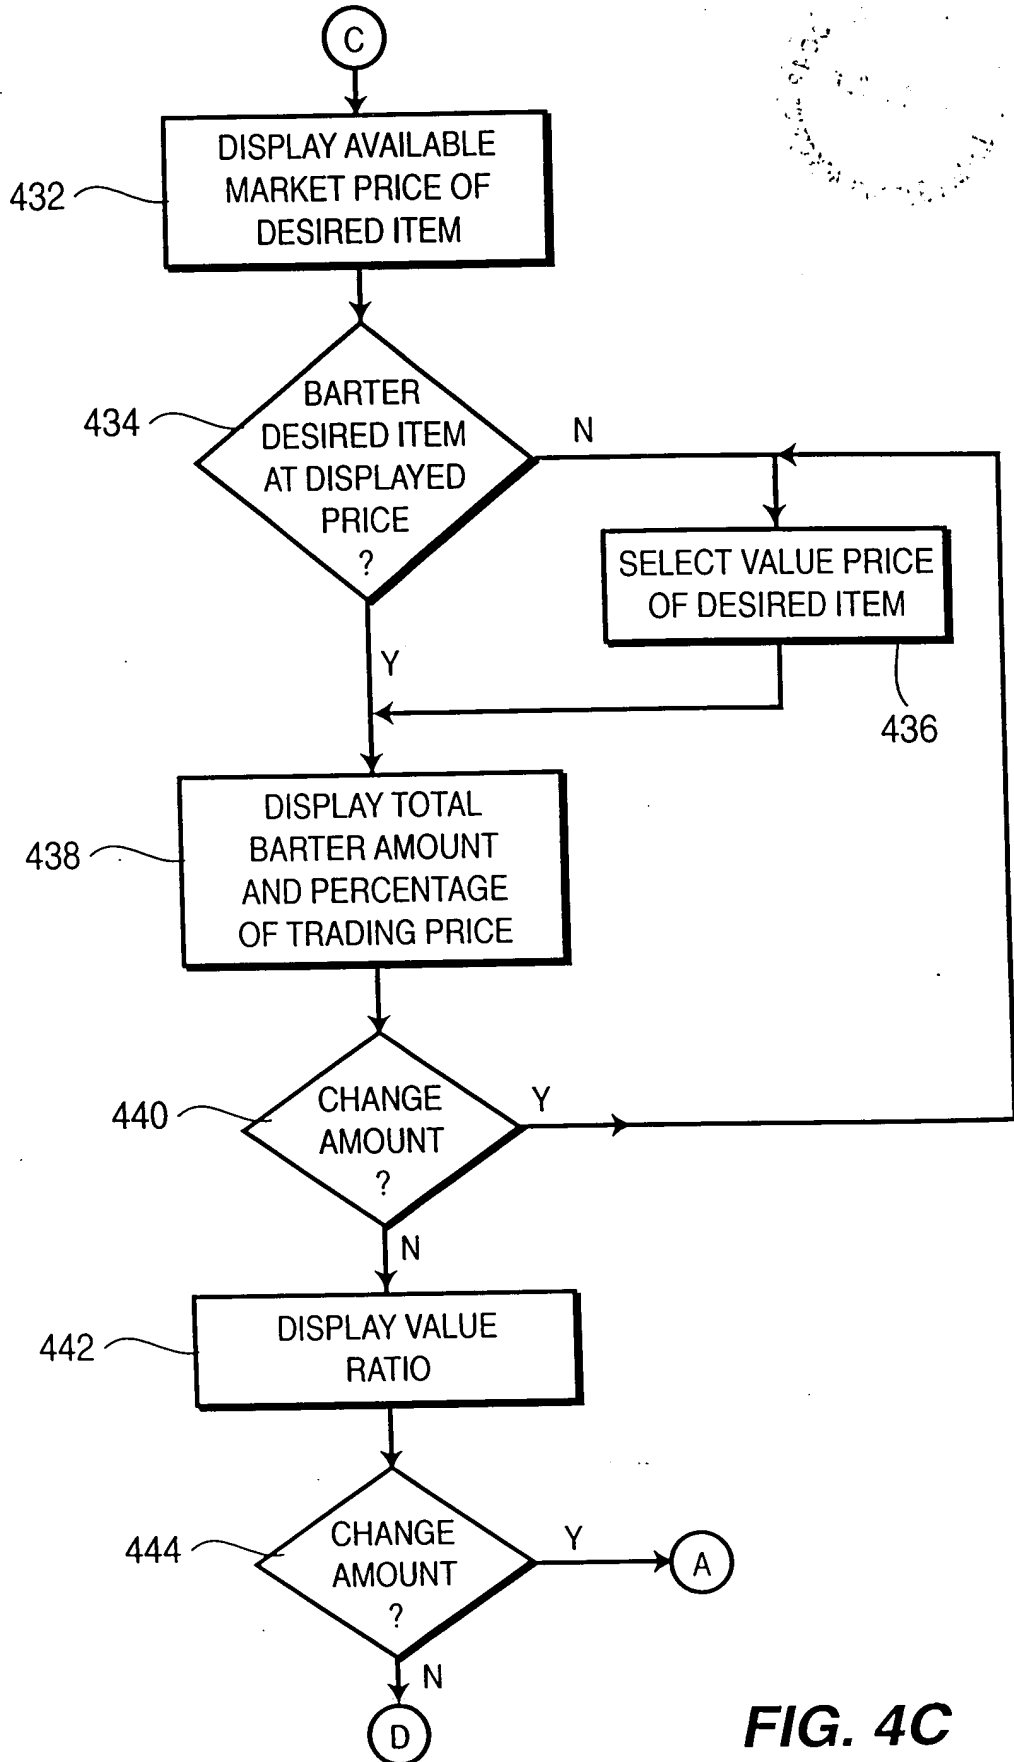 C
DISPLAY AVAILABLE
MARKET PRICE OF
DESIRED ITEM
432
BARTER
DESIRED ITEM
AT DISPLAYED
PRICE
?
434
N
SELECT VALUE PRICE
OF DESIRED ITEM
436
Y
DISPLAY TOTAL
BARTER AMOUNT
AND PERCENTAGE
OF TRADING PRICE
438
CHANGE
AMOUNT
?
440
Y
N
DISPLAY VALUE
RATIO
442
CHANGE
AMOUNT
?
444
Y
A
N
D
FIG. 4C